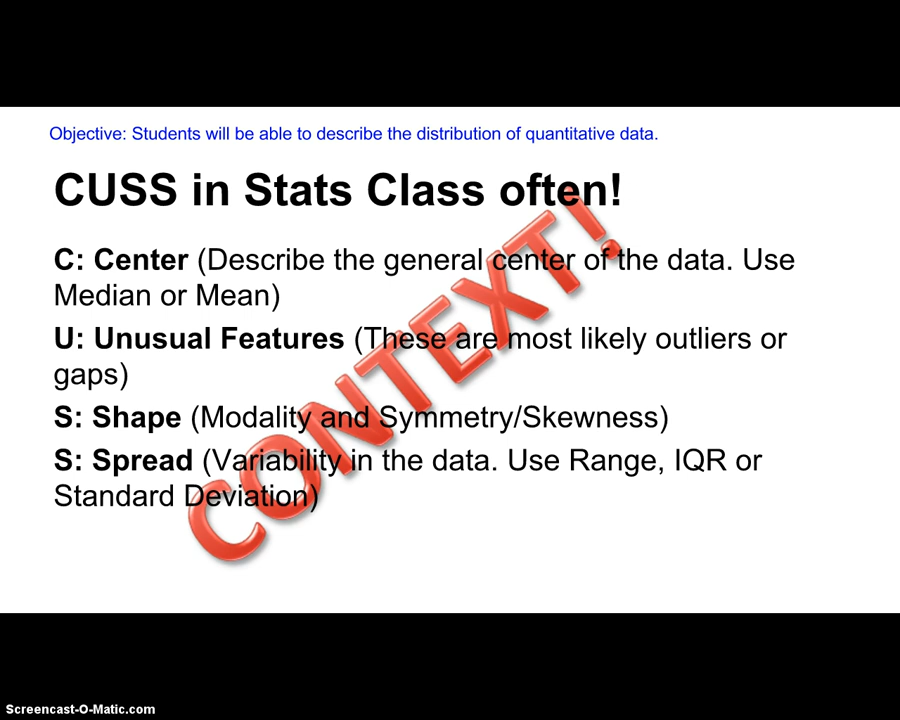 Objective: Students will be able to describe the distribution of quantitative data.
CUSS in Stats Class often!
C: Center (Describe the general center of the data. Use
Median or Mean)
U: Unusual Features (These are most likely outliers or
gaps)
S: Shape (Modality and Symmetry/Skewness)
S: Spread (Variability in the data. Use Range, IQR or
Standard Deviation)
CONTEXT!
Screencast-O-Matic.com